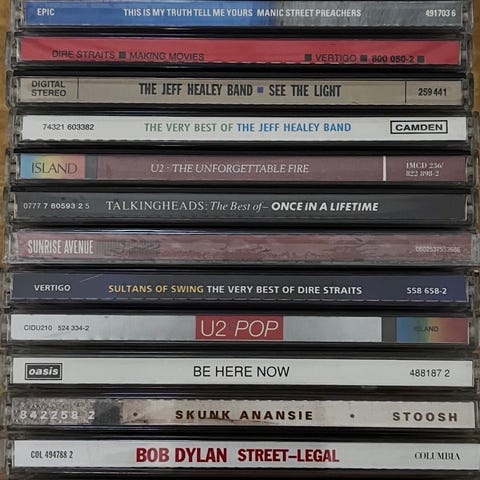 EPIC THIS IS MY TRUTH TELL ME YOURS MANIC STREET PREACHERS 491703 6
DIRE STRAITS ■ MAKING MOVIES ■ VERTIGO ■ 800 050-2 ■
DIGITAL STEREO THE JEFF HEALEY BAND ■ SEE THE LIGHT 259 441
74321 603382 THE VERY BEST OF THE JEFF HEALEY BAND CAMDEN
ISLAND U2 · THE UNFORGETTABLE FIRE IMCD 236/ 822 898-2
0777 7 80593 2 5 TALKING HEADS: The Best of– ONCE IN A LIFETIME
SUNRISE AVENUE
VERTIGO SULTANS OF SWING THE VERY BEST OF DIRE STRAITS 558 658-2
CIDU210 524 334-2 U2 POP ISLAND
oasis BE HERE NOW 488187 2
842258 2 • SKUNK ANANSIE • STOOSH
COL 494788 2 BOB DYLAN STREET–LEGAL COLUMBIA